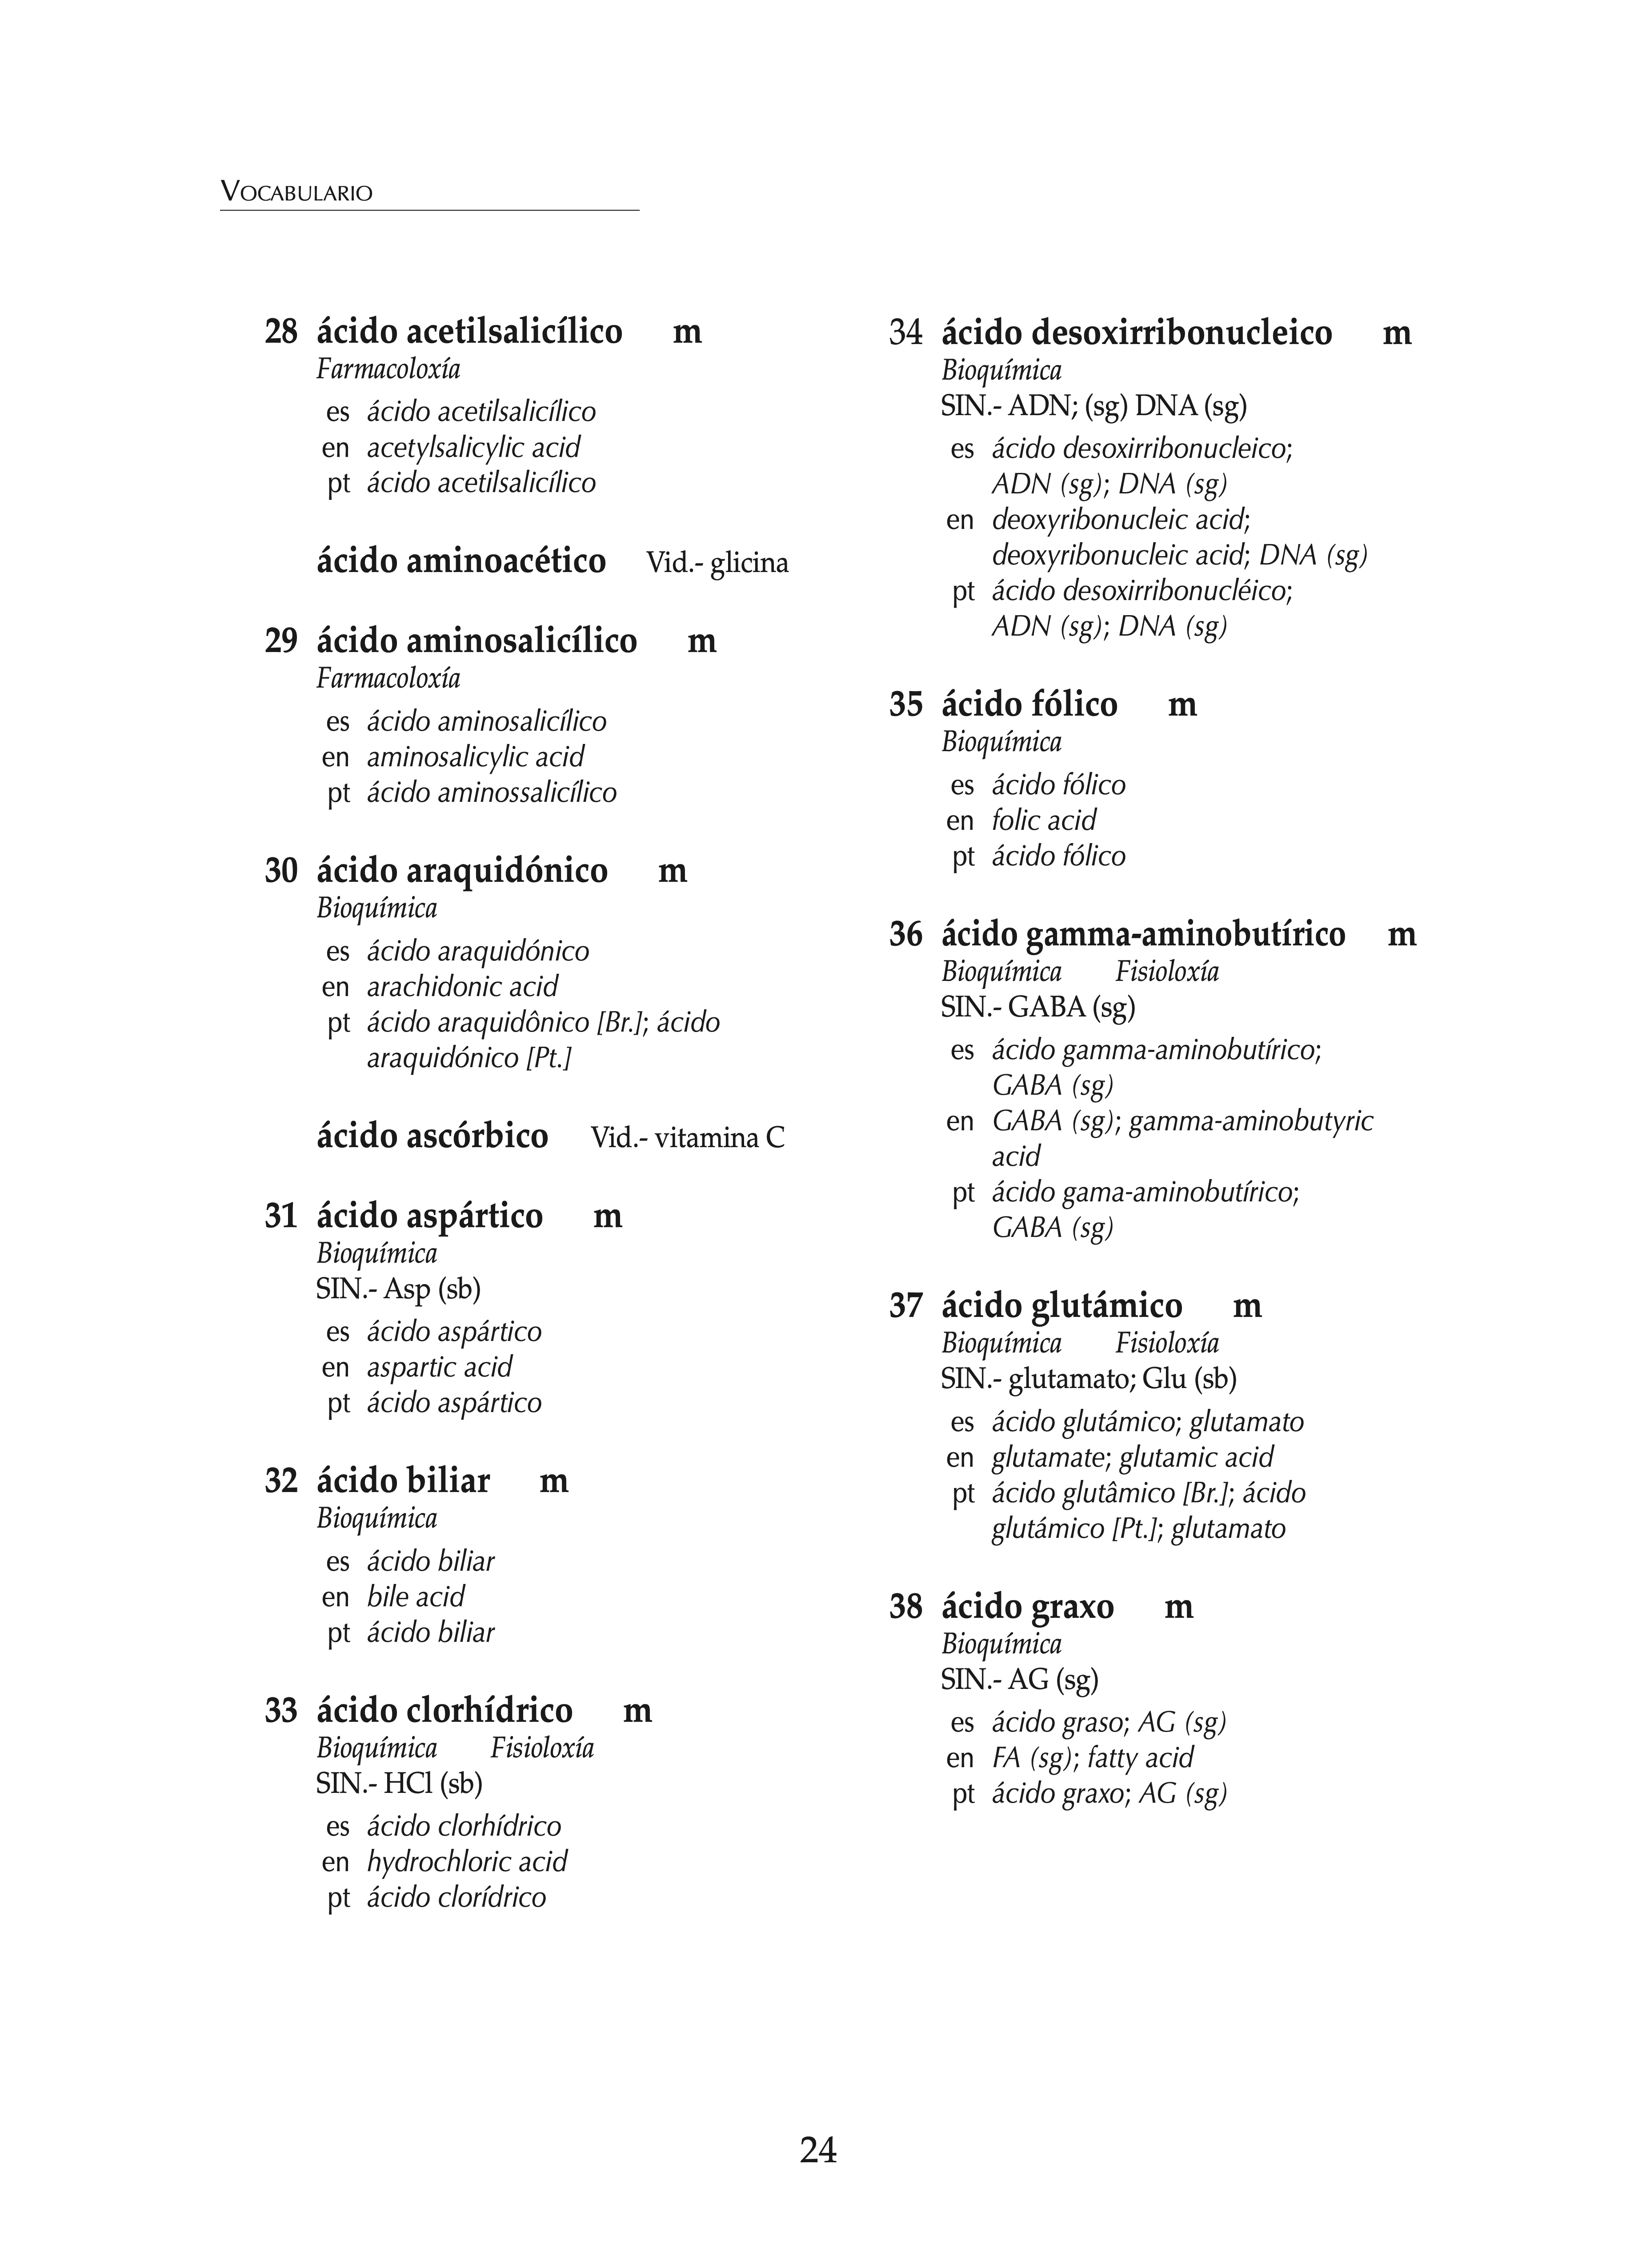 VOCABULARIO
28 ácido acetilsalicílico m
Farmacoloxía
es ácido acetilsalicílico
en acetylsalicylic acid
pt ácido acetilsalicílico
ácido aminoacético Vid.- glicina
29 ácido aminosalicílico m
Farmacoloxía
es ácido aminosalicílico
en aminosalicylic acid
pt ácido aminossalicílico
30 ácido araquidónico m
Bioquímica
es ácido araquidónico
en arachidonic acid
pt ácido araquidônico [Br.]; ácido
araquidónico [Pt.]
ácido ascórbico Vid.- vitamina C
31 ácido aspártico m
Bioquímica
SIN.- Asp (sb)
es ácido aspártico
en aspartic acid
pt ácido aspártico
32 ácido biliar m
Bioquímica
es ácido biliar
en bile acid
pt ácido biliar
33 ácido clorhídrico m
Bioquímica Fisioloxía
SIN.- HCl (sb)
es ácido clorhídrico
en hydrochloric acid
pt ácido clorídrico
34 ácido desoxirribonucleico m
Bioquímica
SIN.- ADN; (sg) DNA (sg)
es ácido desoxirribonucleico;
ADN (sg); DNA (sg)
en deoxyribonucleic acid;
deoxyribonucleic acid; DNA (sg)
pt ácido desoxirribonucléico;
ADN (sg); DNA (sg)
35 ácido fólico m
Bioquímica
es ácido fólico
en folic acid
pt ácido fólico
36 ácido gamma-aminobutírico m
Bioquímica Fisioloxía
SIN.- GABA (sg)
es ácido gamma-aminobutírico;
GABA (sg)
en GABA (sg); gamma-aminobutyric
acid
pt ácido gama-aminobutírico;
GABA (sg)
37 ácido glutámico m
Bioquímica Fisioloxía
SIN.- glutamato; Glu (sb)
es ácido glutámico; glutamato
en glutamate; glutamic acid
pt ácido glutâmico [Br.]; ácido
glutámico [Pt.]; glutamato
38 ácido graxo m
Bioquímica
SIN.- AG (sg)
es ácido graso; AG (sg)
en FA (sg); fatty acid
pt ácido graxo; AG (sg)
24